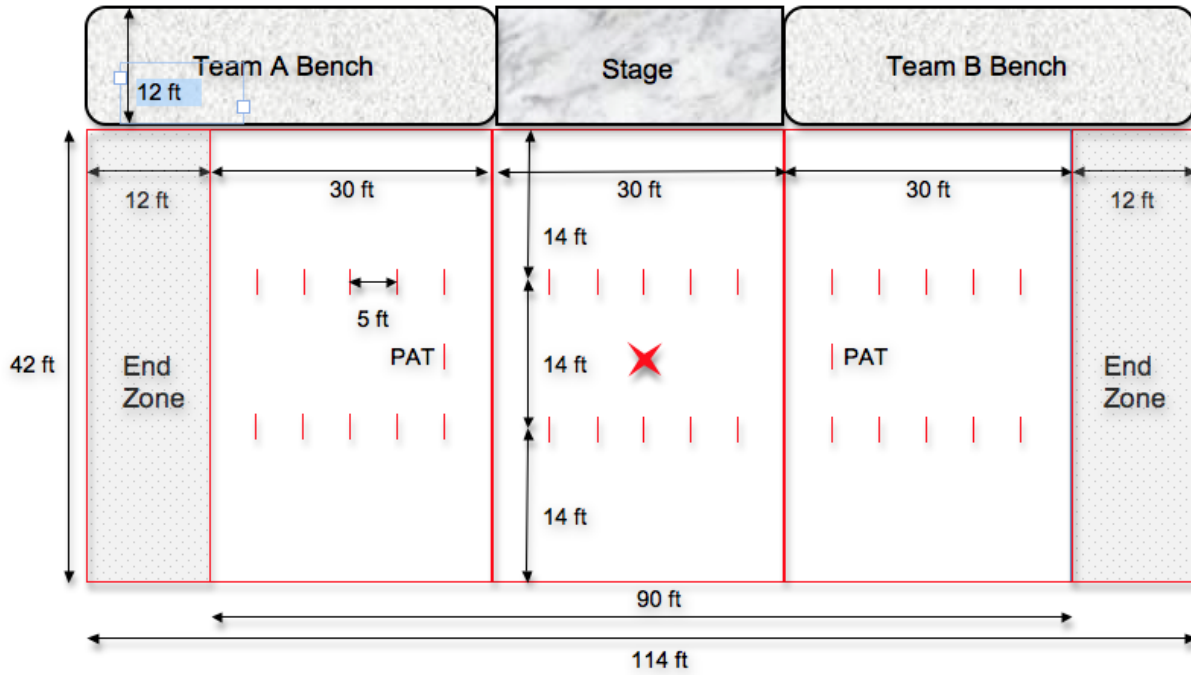 Team A Bench
Stage
Team B Bench
12 ft
12 ft
30 ft
30 ft
30 ft
12 ft
14 ft
5 ft
PAT
PAT
42 ft
14 ft
End
Zone
End
Zone
14 ft
90 ft
114 ft